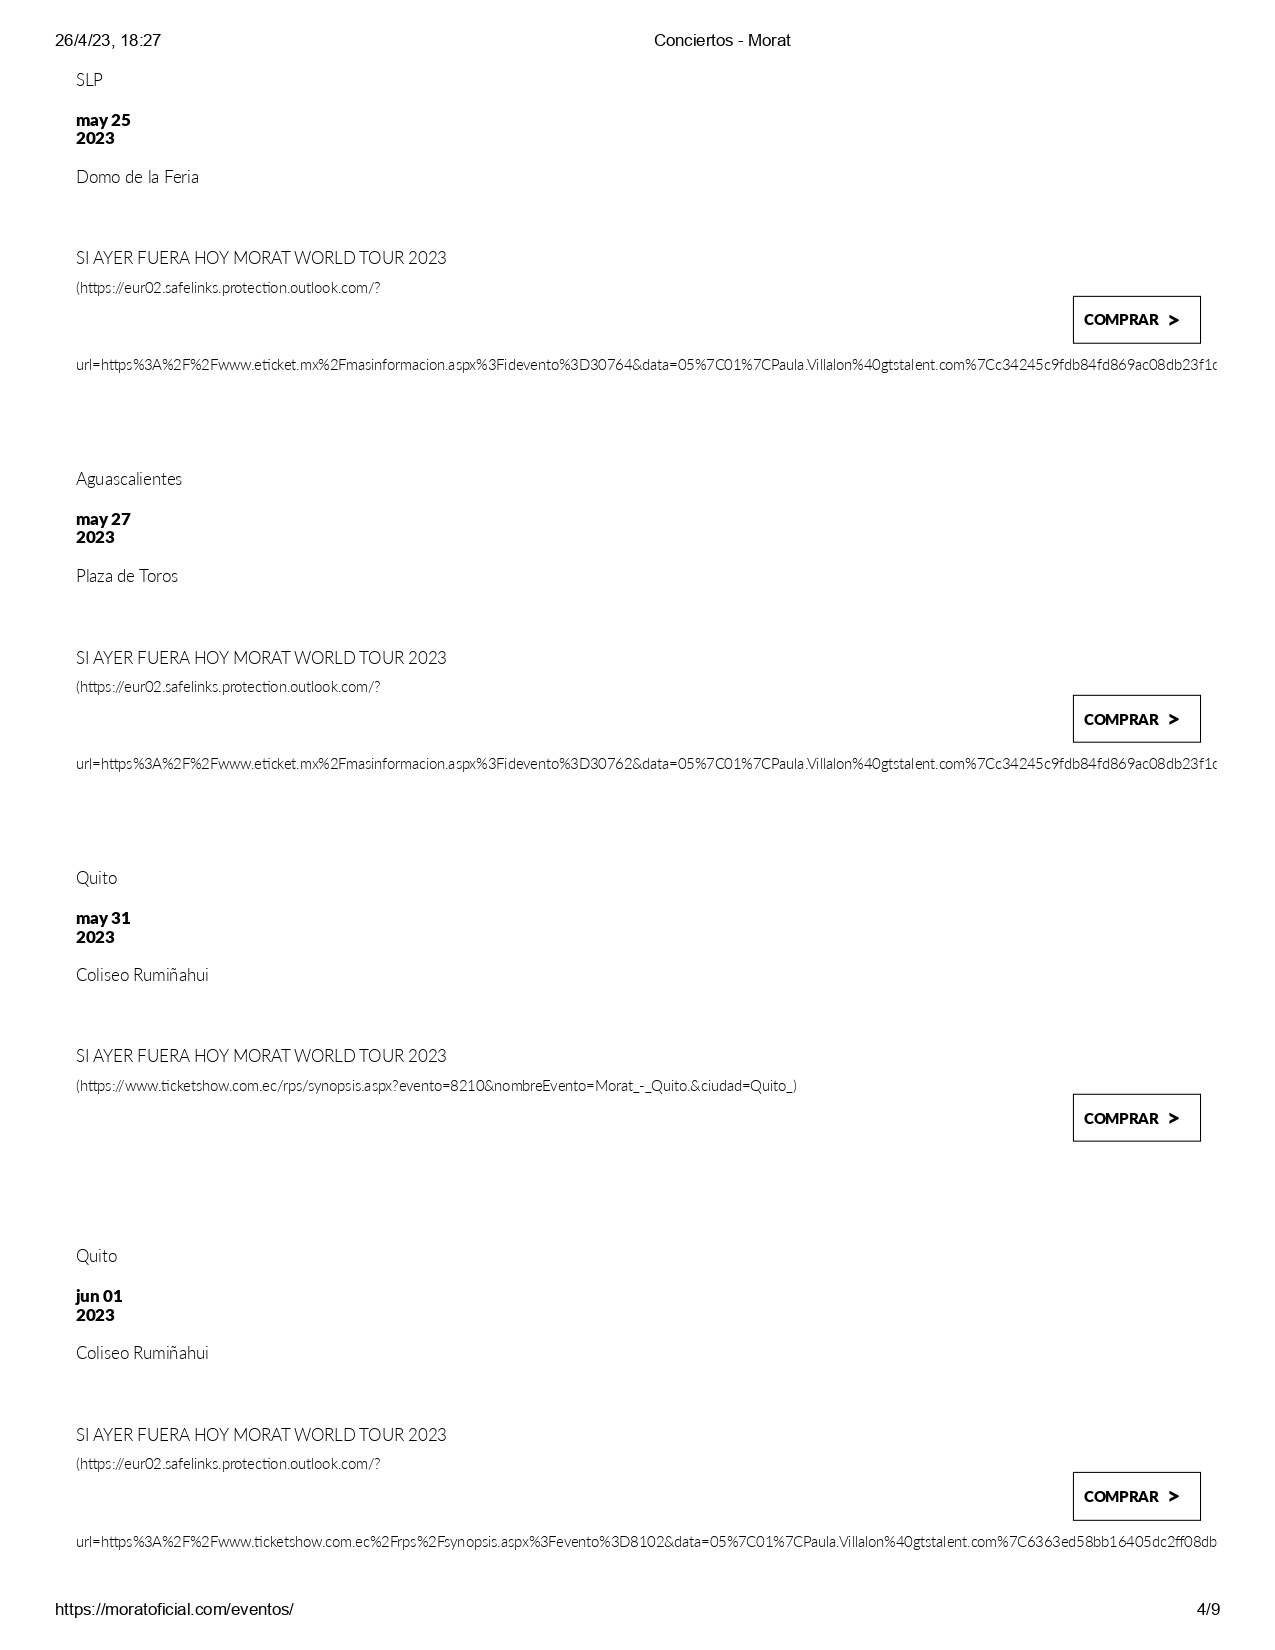 26/4/23, 18:27 Conciertos - Morat
SLP
may 25
2023
Domo de la Feria
SI AYER FUERA HOY MORAT WORLD TOUR 2023
(https://eur02.safelinks.protection.outlook.com/?
COMPRAR >
url=https%3A%2F%2Fwww.eticket.mx%2Fmasinformacion.aspx%3Fidevento%3D30764&data=05%7C01%7CPaula.Villalon%40gtstalent.com%7Cc34245c9fdb84fd869ac08db23f1c
Aguascalientes
may 27
2023
Plaza de Toros
SI AYER FUERA HOY MORAT WORLD TOUR 2023
(https://eur02.safelinks.protection.outlook.com/?
COMPRAR >
url=https%3A%2F%2Fwww.eticket.mx%2Fmasinformacion.aspx%3Fidevento%3D30762&data=05%7C01%7CPaula.Villalon%40gtstalent.com%7Cc34245c9fdb84fd869ac08db23f1c
Quito
may 31
2023
Coliseo Rumiñahui
SI AYER FUERA HOY MORAT WORLD TOUR 2023
(https://www.ticketshow.com.ec/rps/synopsis.aspx?evento=8210&nombreEvento=Morat_-_Quito.&ciudad=Quito_)
COMPRAR >
Quito
jun 01
2023
Coliseo Rumiñahui
SI AYER FUERA HOY MORAT WORLD TOUR 2023
(https://eur02.safelinks.protection.outlook.com/?
COMPRAR >
url=https%3A%2F%2Fwww.ticketshow.com.ec%2Frps%2Fsynopsis.aspx%3Fevento%3D8102&data=05%7C01%7CPaula.Villalon%40gtstalent.com%7C6363ed58bb16405dc2ff08db
https://moratoficial.com/eventos/ 4/9